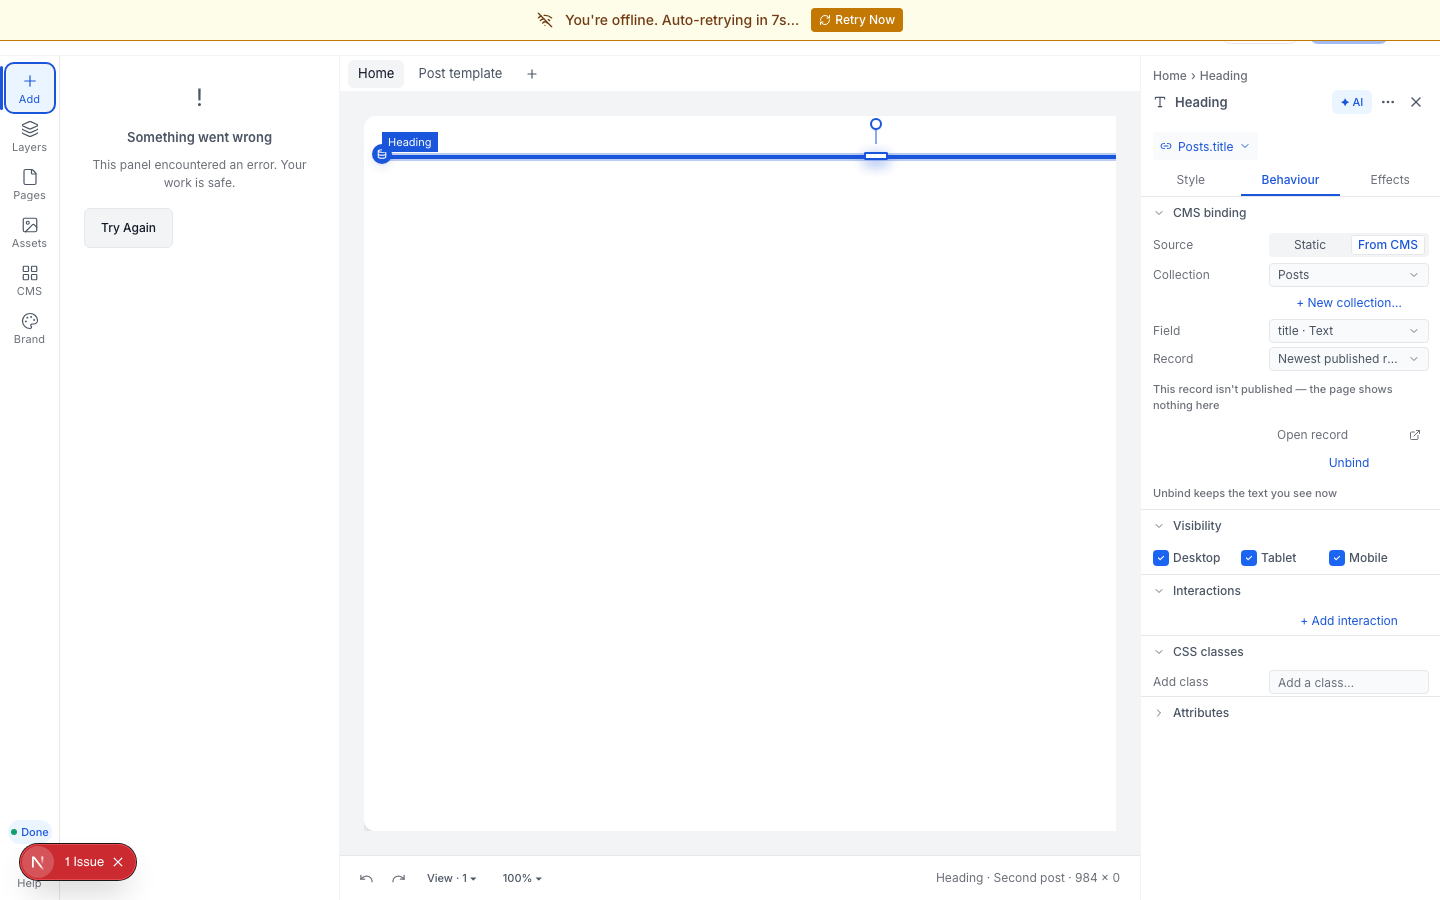 You're offline. Auto-retrying in 7s...
Retry Now
Add
Layers
Pages
Assets
CMS
Brand
Done
1 Issue
Help
!
Something went wrong
This panel encountered an error. Your
work is safe.
Try Again
Home
Post template
Heading
View · 1
100%
Heading · Second post · 984 × 0
Home › Heading
Heading
AI
Posts.title
Style
Behaviour
Effects
CMS binding
Source
Static
From CMS
Collection
Posts
+ New collection...
Field
title · Text
Record
Newest published r...
This record isn't published — the page shows
nothing here
Open record
Unbind
Unbind keeps the text you see now
Visibility
Desktop
Tablet
Mobile
Interactions
+ Add interaction
CSS classes
Add class
Add a class...
Attributes